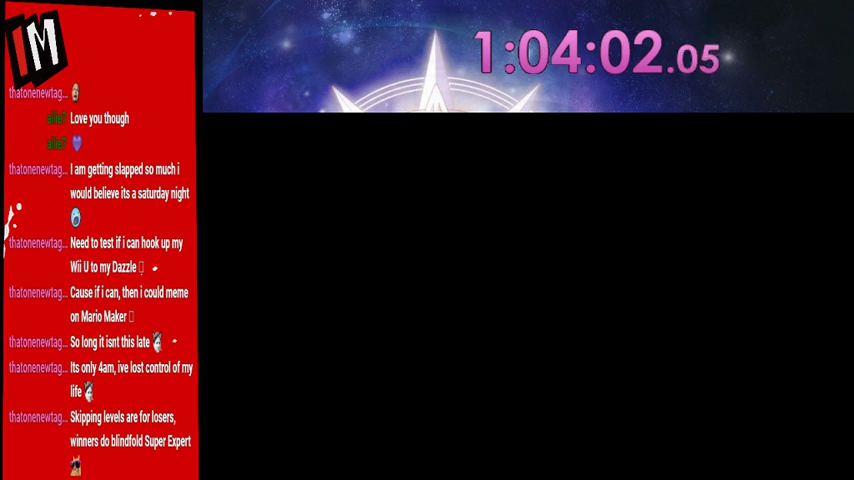 IM
1:04:02.05
thatonenewtag...
allie7 Love you though
allie7
thatonenewtag... I am getting slapped so much i
would believe its a saturday night
thatonenewtag... Need to test if i can hook up my
Wii U to my Dazzle
thatonenewtag... Cause if i can, then i could meme
on Mario Maker
thatonenewtag... So long it isnt this late
thatonenewtag... Its only 4am, ive lost control of my
life
thatonenewtag... Skipping levels are for losers,
winners do blindfold Super Expert